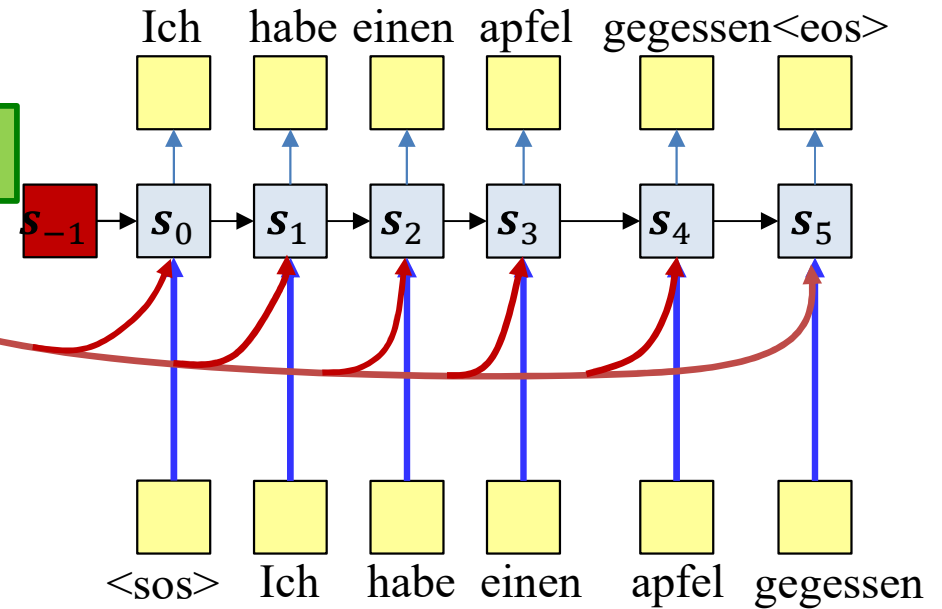 Ich habe einen apfel gegessen<eos>
s₋₁ s₀ s₁ s₂ s₃ s₄ s₅
<sos> Ich habe einen apfel gegessen